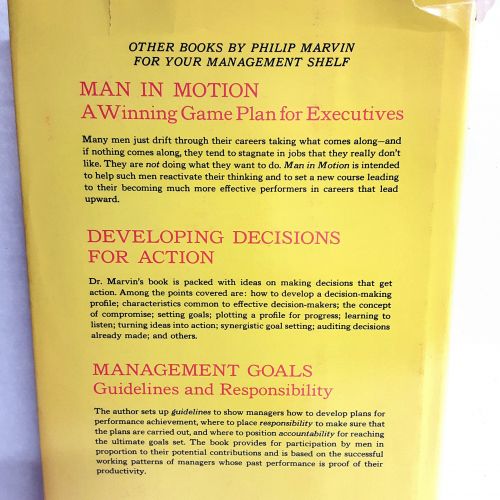 OTHER BOOKS BY PHILIP MARVIN
FOR YOUR MANAGEMENT SHELF
MAN IN MOTION
A Winning Game Plan for Executives
Many men just drift through their careers taking what comes along—and
if nothing comes along, they tend to stagnate in jobs that they really don't
like. They are not doing what they want to do. Man in Motion is intended
to help such men reactivate their thinking and to set a new course leading
to their becoming much more effective performers in careers that lead
upward.
DEVELOPING DECISIONS
FOR ACTION
Dr. Marvin's book is packed with ideas on making decisions that get
action. Among the points covered are: how to develop a decision-making
profile; characteristics common to effective decision-makers; the concept
of compromise; setting goals; plotting a profile for progress; learning to
listen; turning ideas into action; synergistic goal setting; auditing decisions
already made; and others.
MANAGEMENT GOALS
Guidelines and Responsibility
The author sets up guidelines to show managers how to develop plans for
performance achievement, where to place responsibility to make sure that
the plans are carried out, and where to position accountability for reaching
the ultimate goals set. The book provides for participation by men in
proportion to their potential contributions and is based on the successful
working patterns of managers whose past performance is proof of their
productivity.